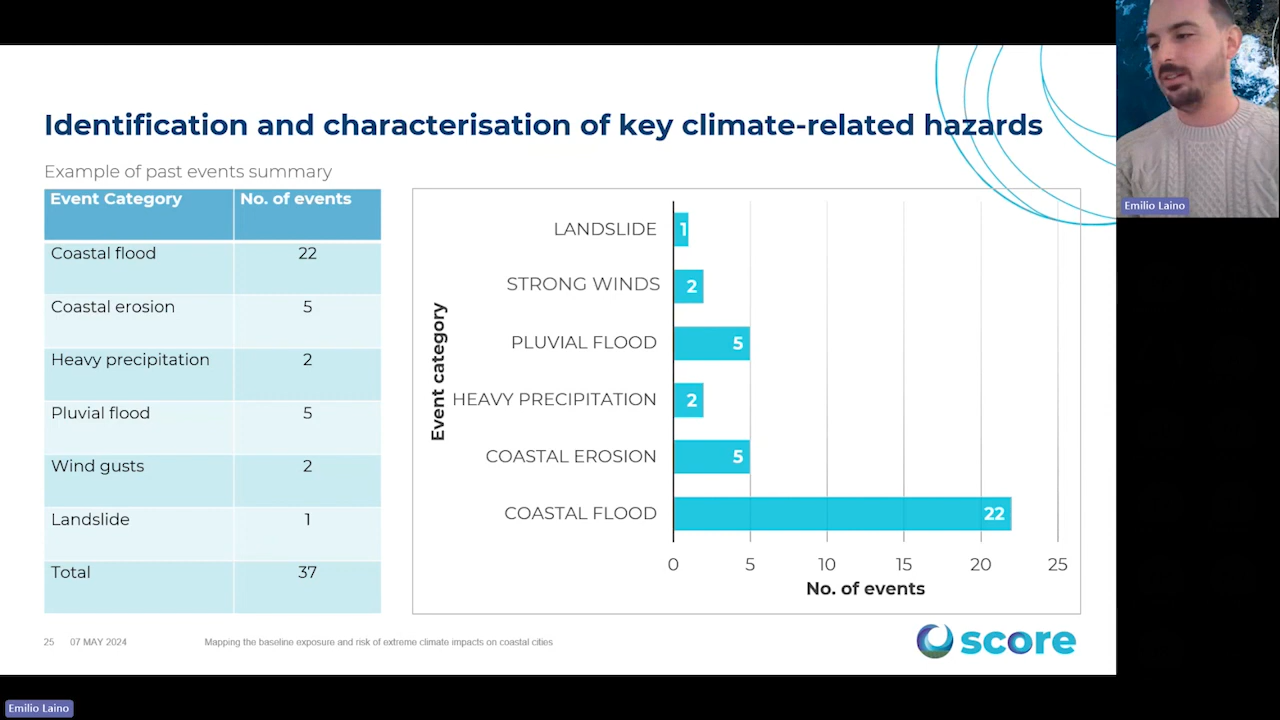 Identification and characterisation of key climate-related hazards
Example of past events summary
Event Category No. of events
Coastal flood 22
Coastal erosion 5
Heavy precipitation 2
Pluvial flood 5
Wind gusts 2
Landslide 1
Total 37
Event category
LANDSLIDE 1
STRONG WINDS 2
PLUVIAL FLOOD 5
HEAVY PRECIPITATION 2
COASTAL EROSION 5
COASTAL FLOOD 22
0 5 10 15 20 25
No. of events
25 07 MAY 2024 Mapping the baseline exposure and risk of extreme climate impacts on coastal cities
score
Emilio Laino
Emilio Laino